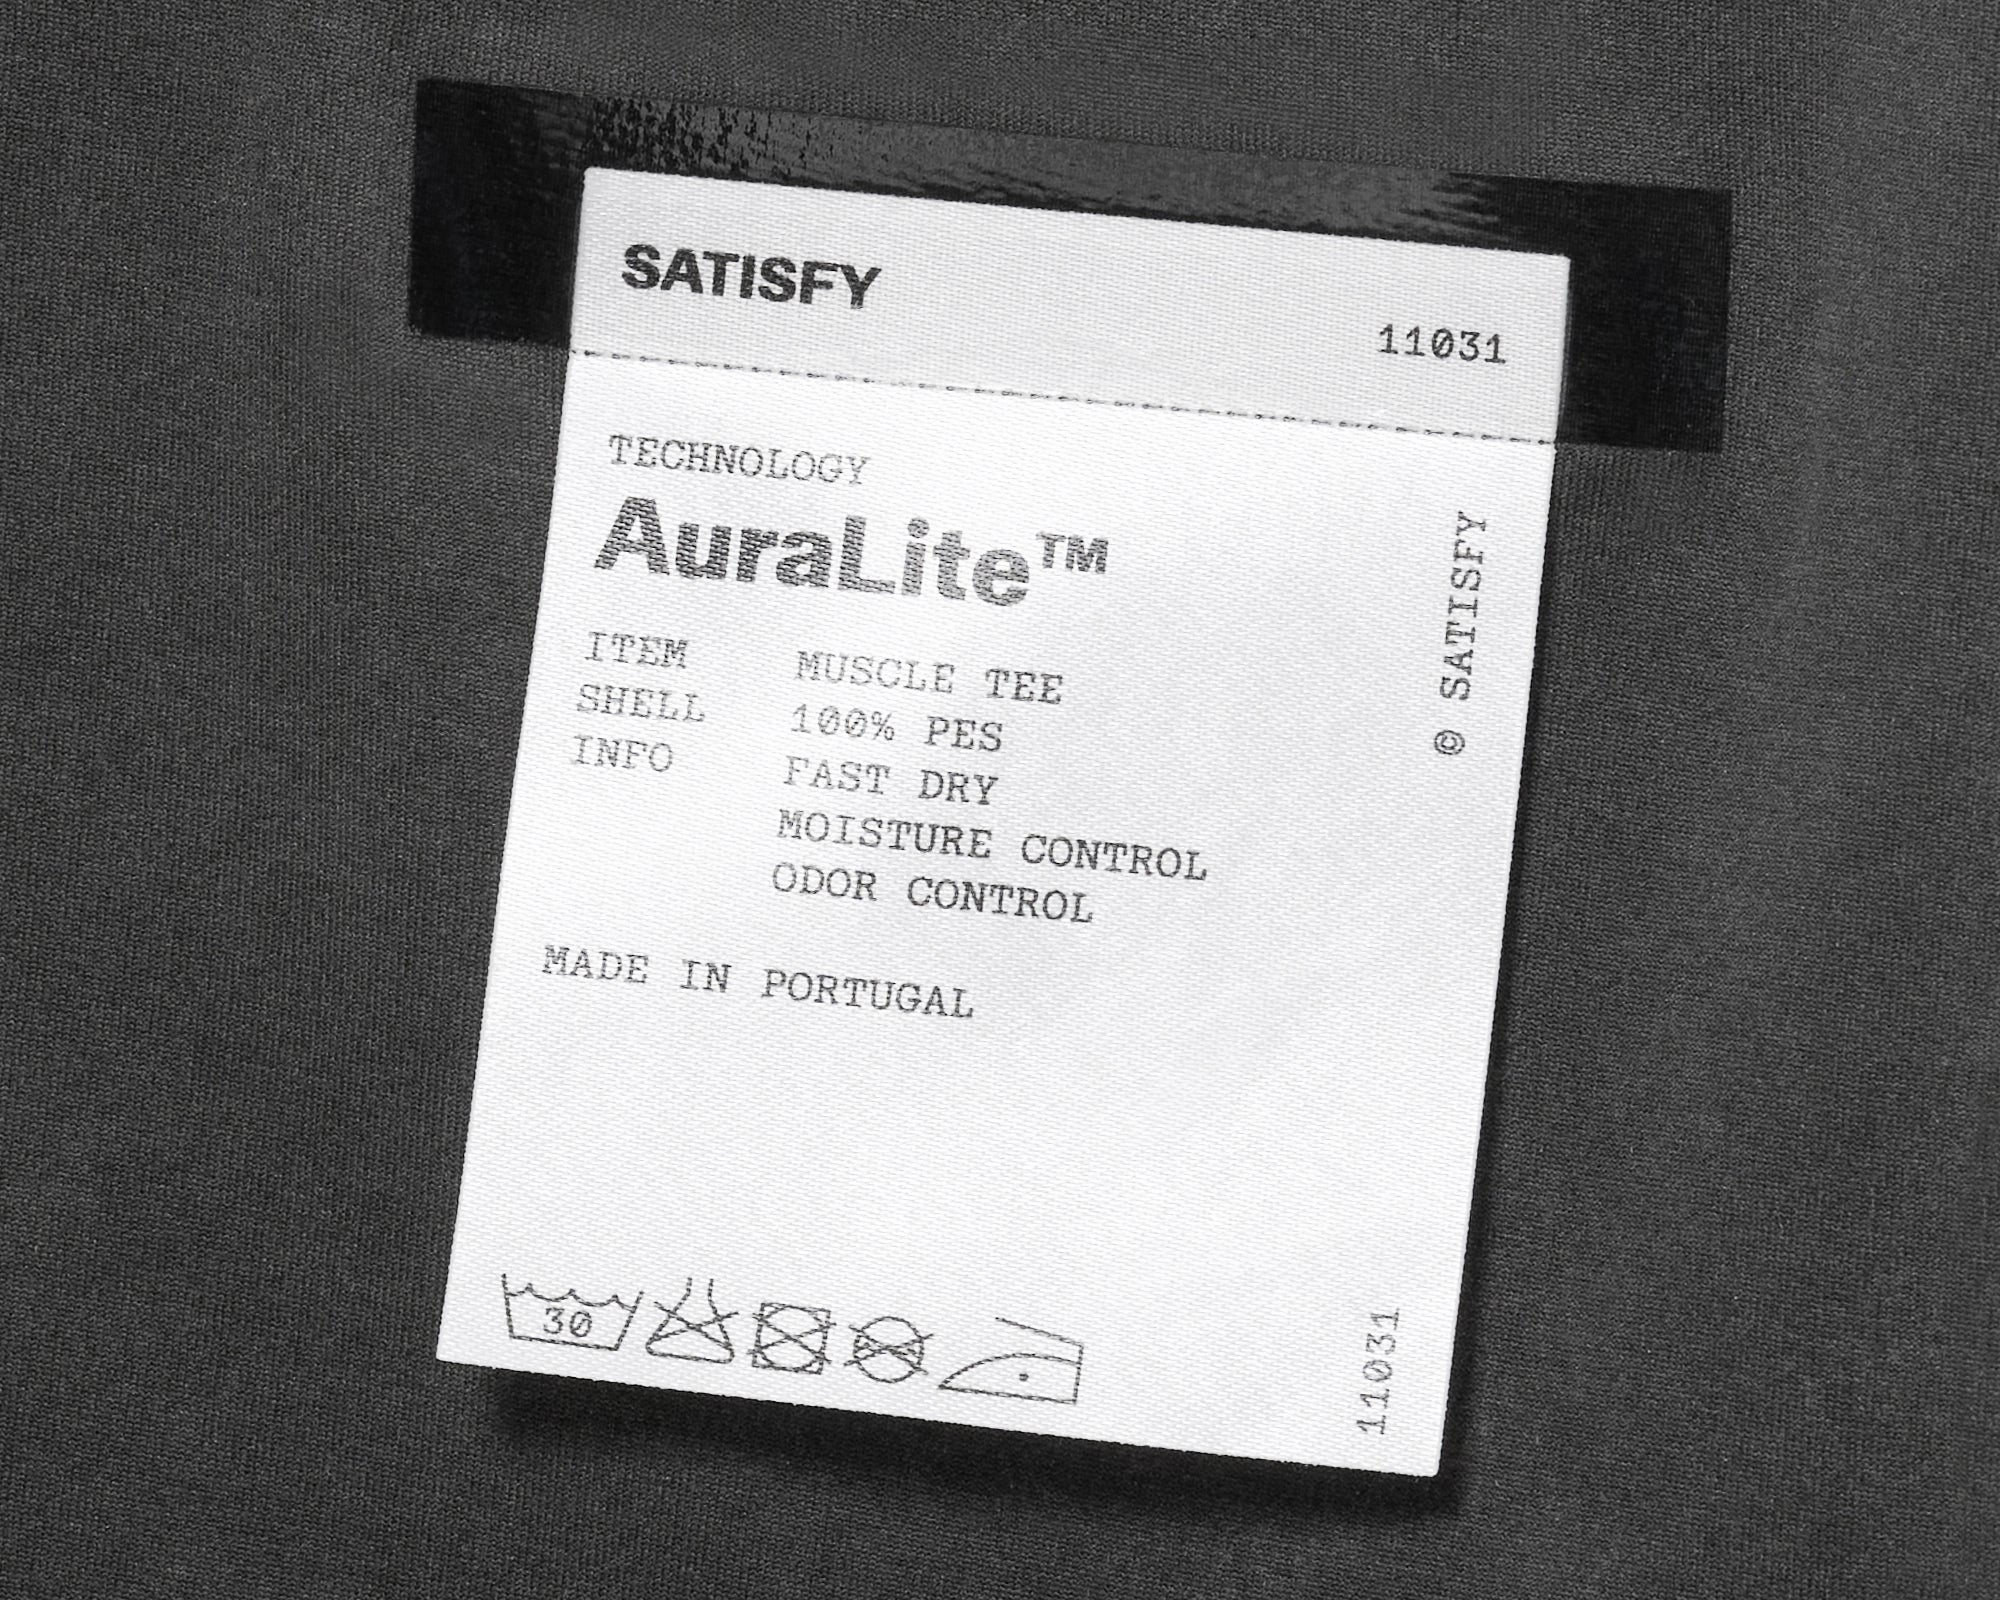 SATISFY
11031
TECHNOLOGY
AuraLite™
ITEM MUSCLE TEE
SHELL 100% PES
INFO FAST DRY
MOISTURE CONTROL
ODOR CONTROL
MADE IN PORTUGAL
© SATISFY
30
11031